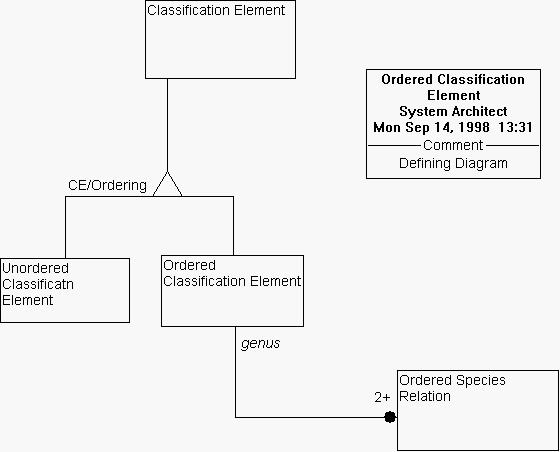 Classification Element
Ordered Classification
Element
System Architect
Mon Sep 14, 1998 13:31
Comment
Defining Diagram
CE/Ordering
Unordered
Classificatn
Element
Ordered
Classification Element
genus
2+
Ordered Species
Relation